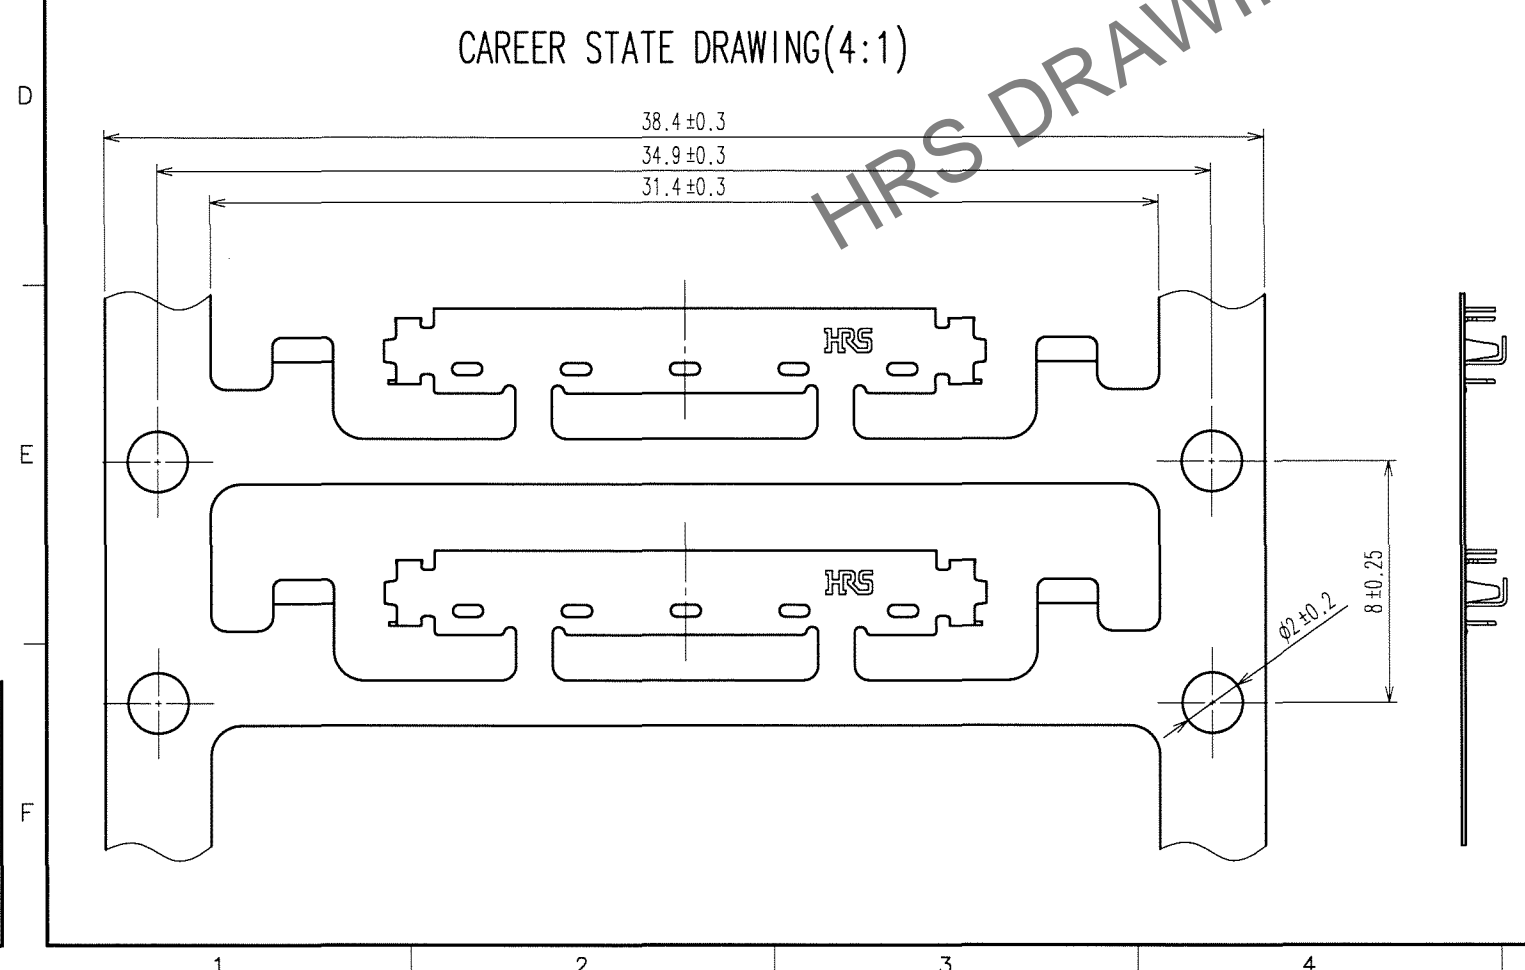 CAREER STATE DRAWING(4:1)
HRS DRAWI
D
38.4±0.3
34.9±0.3
31.4±0.3
HRS
E
HRS
8±0.25
φ2±0.2
F
1 2 3 4